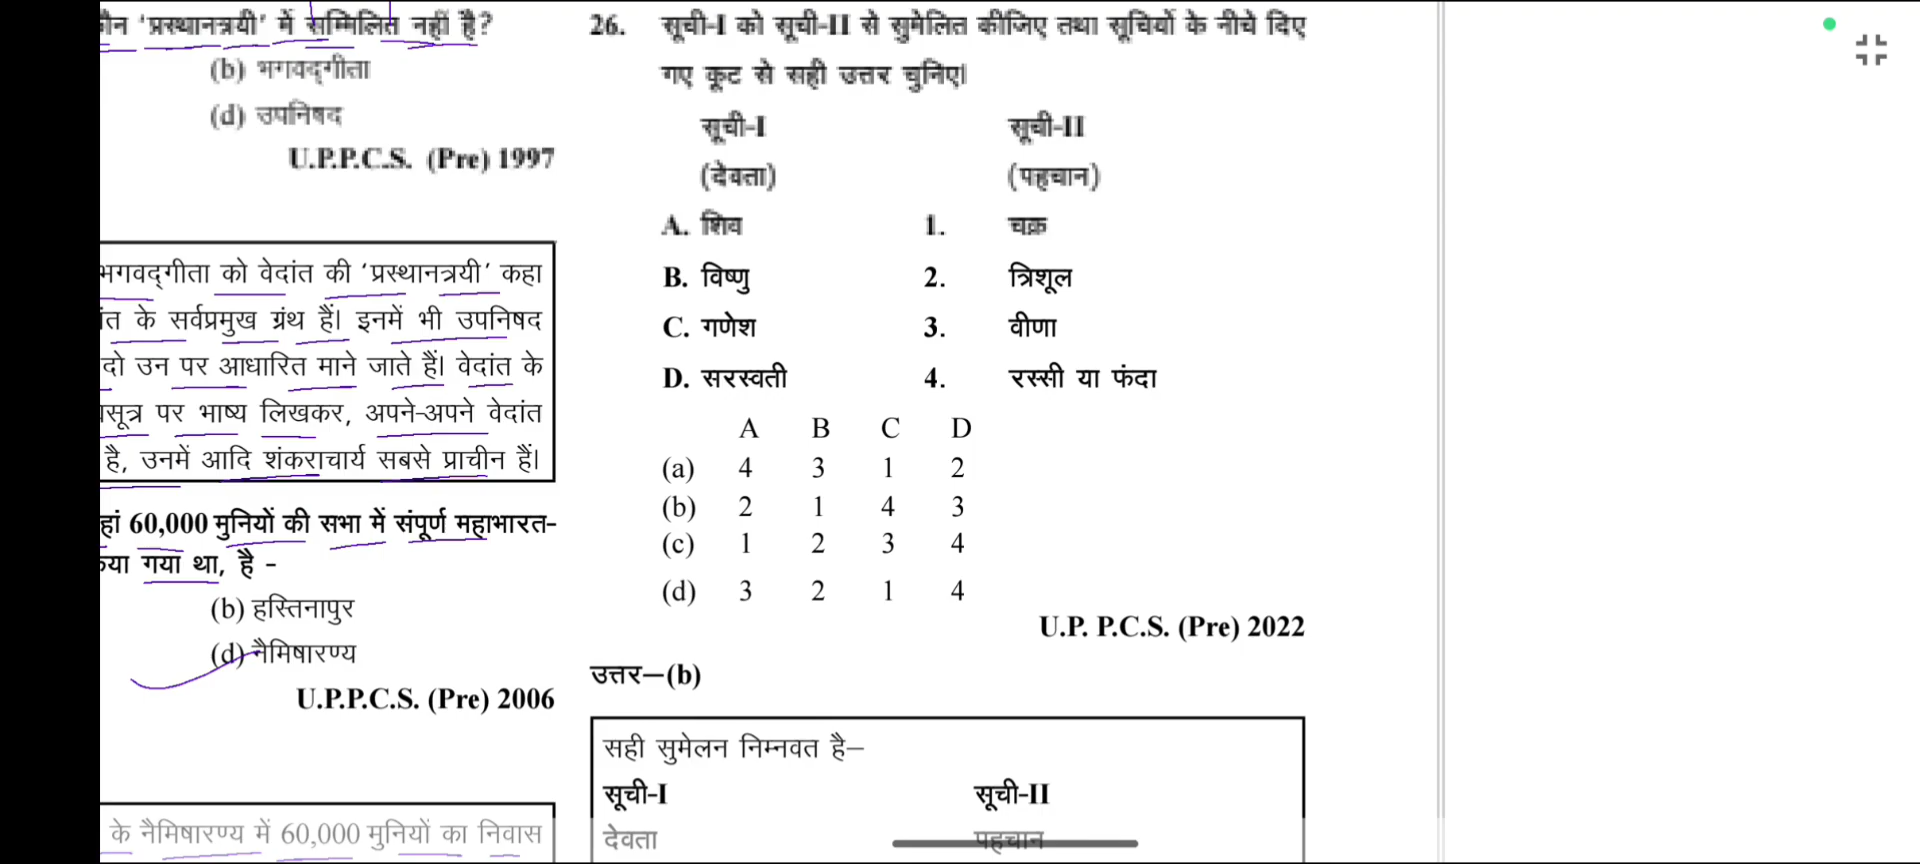 कौन 'प्रस्थानत्रयी' में सम्मिलित नहीं है?
(b) भगवद्गीता
(d) उपनिषद
U.P.P.C.S. (Pre) 1997
भगवद्गीता को वेदांत की 'प्रस्थानत्रयी' कहा
के सर्वप्रमुख ग्रंथ हैं। इनमें भी उपनिषद
दो उन पर आधारित माने जाते हैं। वेदांत के
पर भाष्य लिखकर, अपने-अपने वेदांत
है, उनमें आदि शंकराचार्य सबसे प्राचीन हैं।
60,000 मुनियों की सभा में संपूर्ण महाभारत-
गया था, है -
(b) हस्तिनापुर
(d) नैमिषारण्य
U.P.P.C.S. (Pre) 2006
के नैमिषारण्य में 60,000 मुनियों का निवास
26. सूची-I को सूची-II से सुमेलित कीजिए तथा सूचियों के नीचे दिए
गए कूट से सही उत्तर चुनिए।
सूची-I सूची-II
(देवता) (पहचान)
A. शिव 1. चक्र
B. विष्णु 2. त्रिशूल
C. गणेश 3. वीणा
D. सरस्वती 4. रस्सी या फंदा
A B C D
(a) 4 3 1 2
(b) 2 1 4 3
(c) 1 2 3 4
(d) 3 2 1 4
U.P. P.C.S. (Pre) 2022
उत्तर–(b)
सही सुमेलन निम्नवत है–
सूची-I सूची-II
देवता पहचान